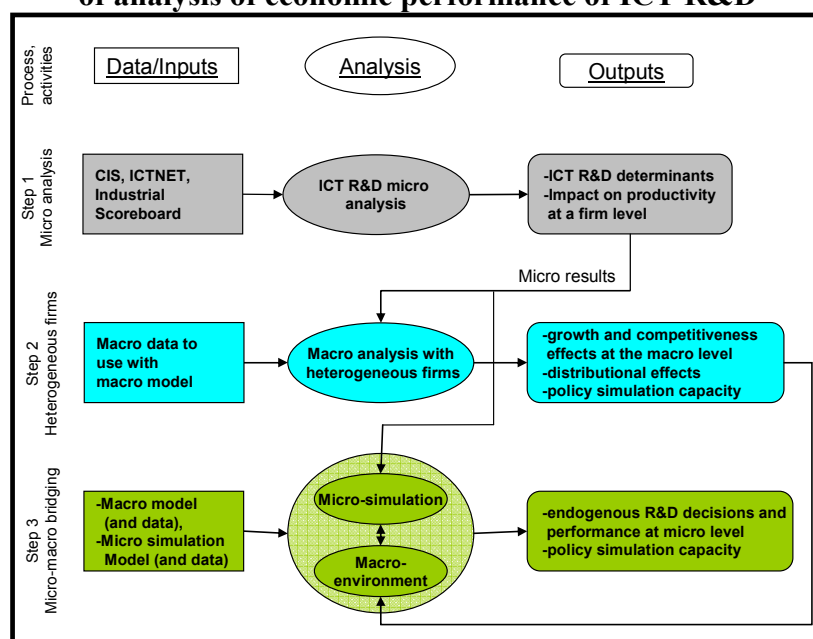 of analysis of economic performance of ICT R&D
Process,
activities
Data/Inputs
Analysis
Outputs
Step 1
Micro analysis
CIS, ICTNET,
Industrial
Scoreboard
ICT R&D micro
analysis
-ICT R&D determinants
-Impact on productivity
at a firm level
Micro results
Step 2
Heterogeneous firms
Macro data to
use with
macro model
Macro analysis with
heterogeneous firms
-growth and competitiveness
effects at the macro level
-distributional effects
-policy simulation capacity
Step 3
Micro-macro bridging
-Macro model
(and data),
-Micro simulation
Model (and data)
Micro-simulation
Macro-
environment
-endogenous R&D decisions and
performance at micro level
-policy simulation capacity